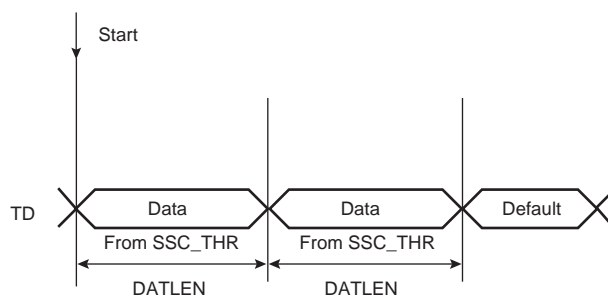 Start
TD
Data
Data
Default
From SSC_THR
From SSC_THR
DATLEN
DATLEN